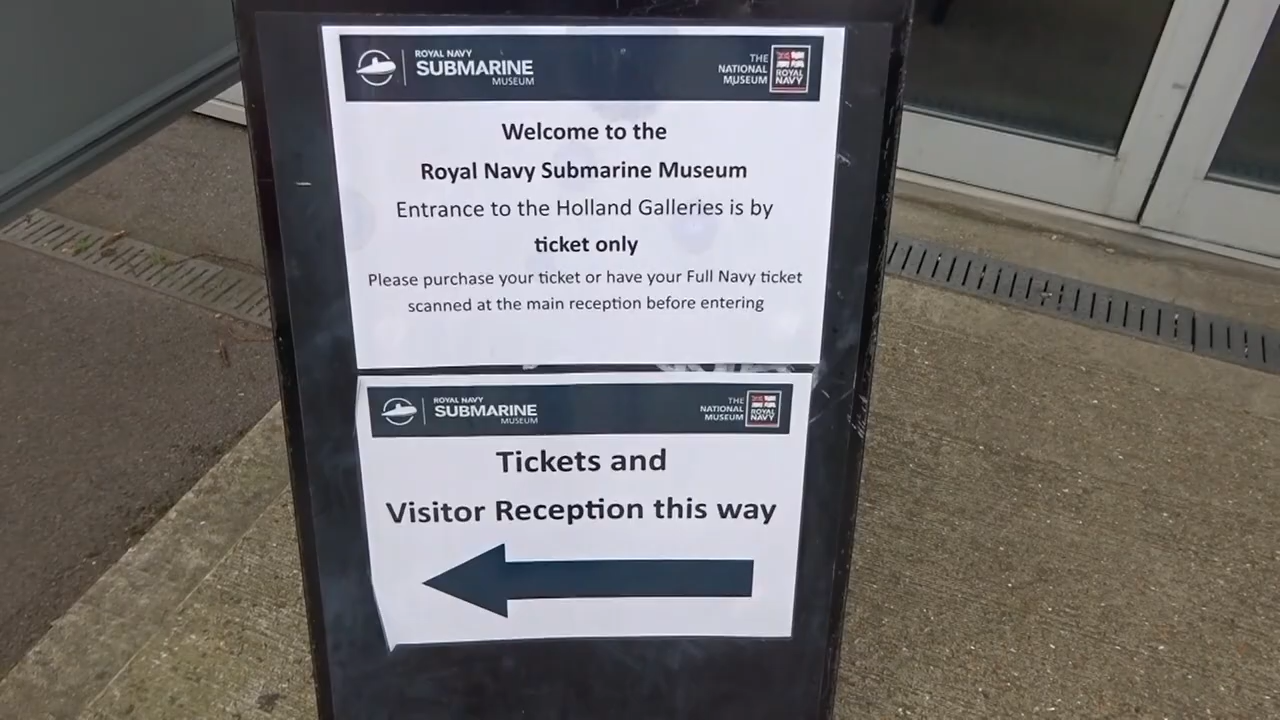 ROYAL NAVY
SUBMARINE
MUSEUM
THE
NATIONAL
MUSEUM
ROYAL
NAVY
Welcome to the
Royal Navy Submarine Museum
Entrance to the Holland Galleries is by
ticket only
Please purchase your ticket or have your Full Navy ticket
scanned at the main reception before entering
ROYAL NAVY
SUBMARINE
MUSEUM
THE
NATIONAL
MUSEUM
ROYAL
NAVY
Tickets and
Visitor Reception this way